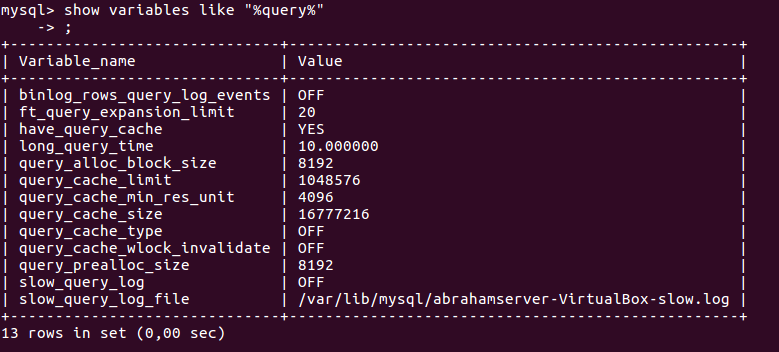 mysql> show variables like "%query%"
    -> ;
+------------------------------+--------------------------------------------------+
| Variable_name                | Value                                            |
+------------------------------+--------------------------------------------------+
| binlog_rows_query_log_events | OFF                                              |
| ft_query_expansion_limit     | 20                                               |
| have_query_cache             | YES                                              |
| long_query_time              | 10.000000                                        |
| query_alloc_block_size       | 8192                                             |
| query_cache_limit            | 1048576                                          |
| query_cache_min_res_unit     | 4096                                             |
| query_cache_size             | 16777216                                         |
| query_cache_type             | OFF                                              |
| query_cache_wlock_invalidate | OFF                                              |
| query_prealloc_size          | 8192                                             |
| slow_query_log               | OFF                                              |
| slow_query_log_file          | /var/lib/mysql/abrahamserver-VirtualBox-slow.log |
+------------------------------+--------------------------------------------------+
13 rows in set (0,00 sec)